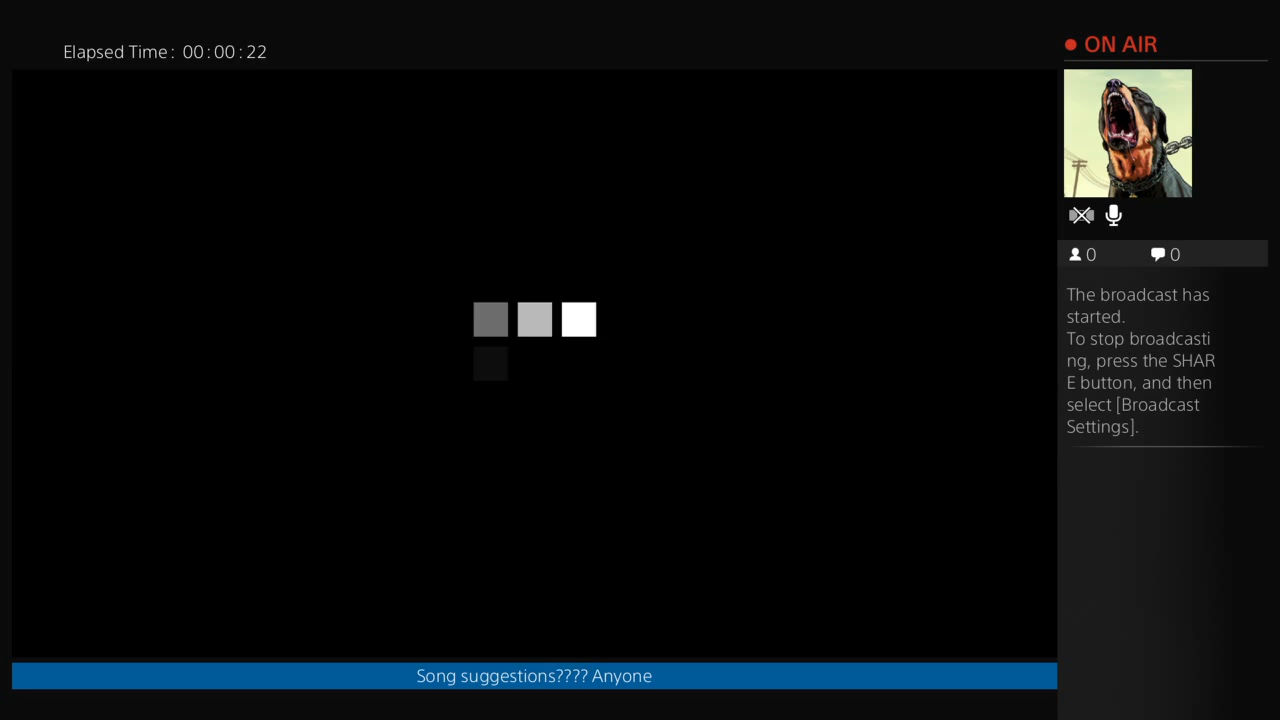 Elapsed Time: 00:00:22
ON AIR
0 0
The broadcast has
started.
To stop broadcasti
ng, press the SHAR
E button, and then
select [Broadcast
Settings].
Song suggestions???? Anyone